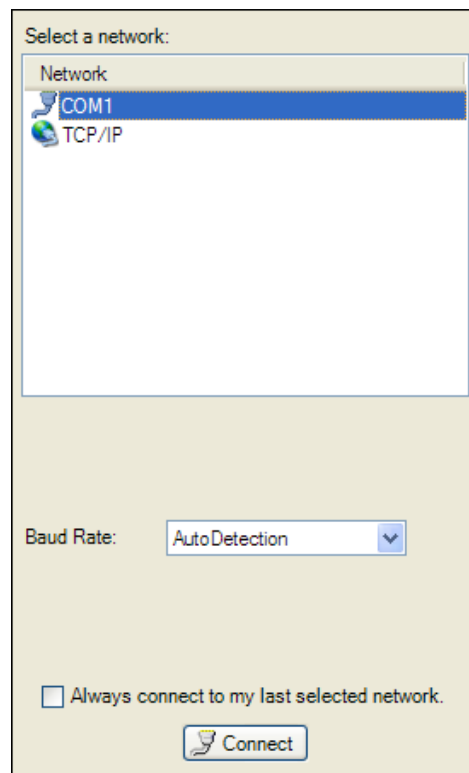 Select a network:
Network
COM1
TCP/IP
Baud Rate:
AutoDetection
Always connect to my last selected network.
Connect